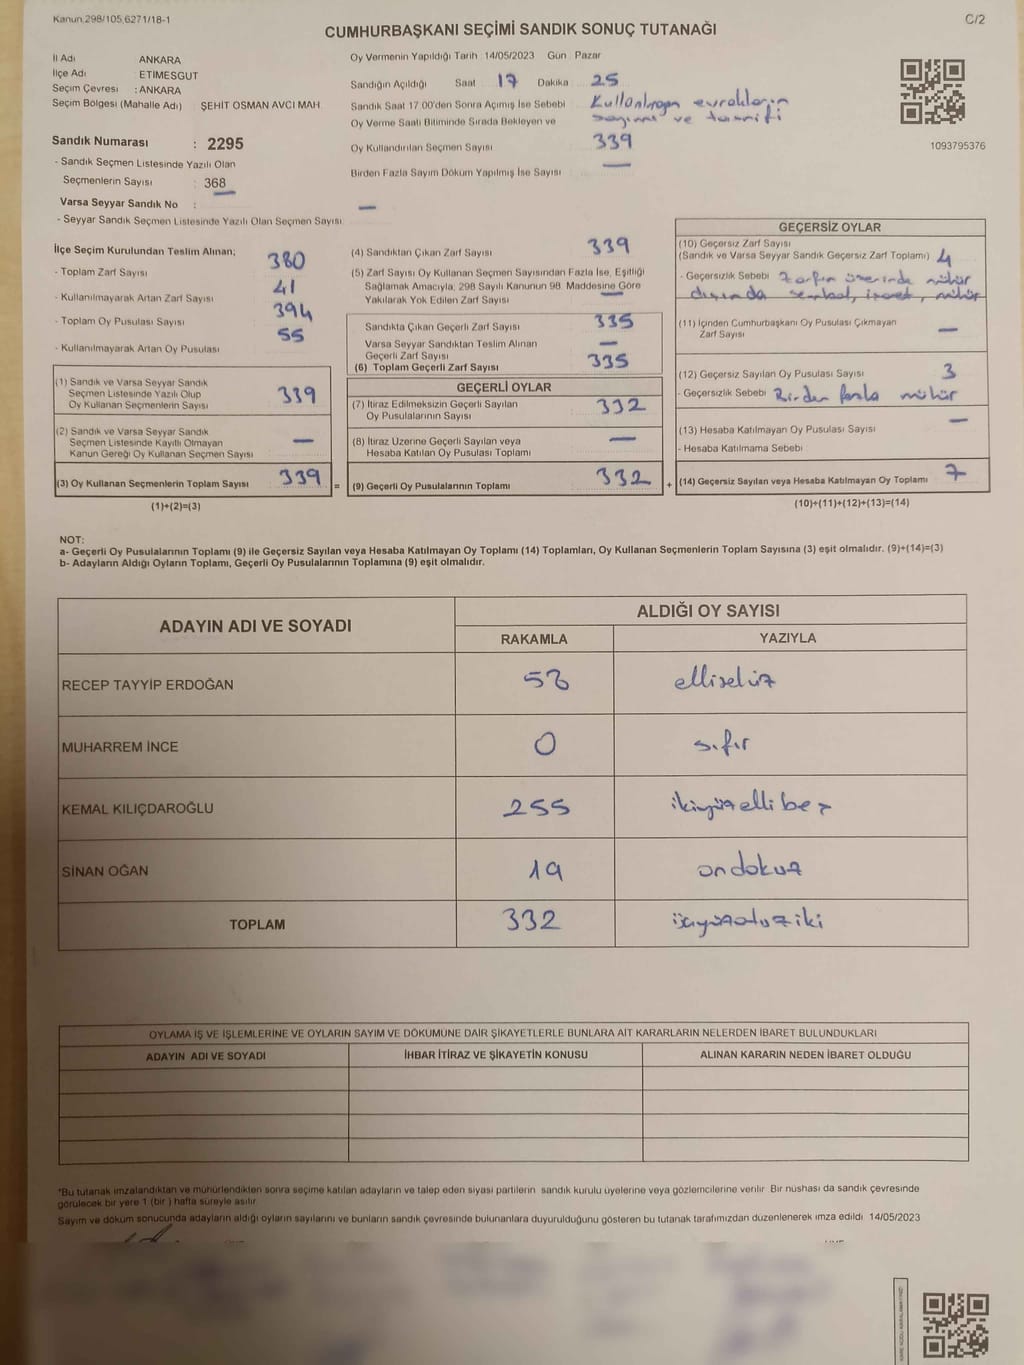 Kanun 298/105,6271/18-1
C/2
CUMHURBAŞKANI SEÇİMİ SANDIK SONUÇ TUTANAĞI
İl Adı ANKARA
İlçe Adı : ETİMESGUT
Seçim Çevresi : ANKARA
Seçim Bölgesi (Mahalle Adı) ŞEHİT OSMAN AVCI MAH.
Sandık Numarası : 2295
- Sandık Seçmen Listesinde Yazılı Olan
Seçmenlerin Sayısı : 368
Varsa Seyyar Sandık No : —
- Seyyar Sandık Seçmen Listesinde Yazılı Olan Seçmen Sayısı:
Oy Vermenin Yapıldığı Tarih 14/05/2023 Gün Pazar
Sandığın Açıldığı Saat 17 Dakika 25
Sandık Saat 17.00'den Sonra Açılmış İse Sebebi Kullanılmayan evrakların
sayımı ve tasnifi
Oy Verme Saati Bitiminde Sırada Bekleyen ve
Oy Kullandırılan Seçmen Sayısı 339
Birden Fazla Sayım Döküm Yapılmış İse Sayısı —
1093795376
İlçe Seçim Kurulundan Teslim Alınan;
- Toplam Zarf Sayısı 380
- Kullanılmayarak Artan Zarf Sayısı 41
- Toplam Oy Pusulası Sayısı 394
- Kullanılmayarak Artan Oy Pusulası 55
(1) Sandık ve Varsa Seyyar Sandık
Seçmen Listesinde Yazılı Olup
Oy Kullanan Seçmenlerin Sayısı 339
(2) Sandık ve Varsa Seyyar Sandık
Seçmen Listesinde Kayıtlı Olmayan
Kanun Gereği Oy Kullanan Seçmen Sayısı —
(3) Oy Kullanan Seçmenlerin Toplam Sayısı 339 =
(1)+(2)=(3)
(4) Sandıktan Çıkan Zarf Sayısı 339
(5) Zarf Sayısı Oy Kullanan Seçmen Sayısından Fazla İse, Eşitliği
Sağlamak Amacıyla, 298 Sayılı Kanunun 98. Maddesine Göre
Yakılarak Yok Edilen Zarf Sayısı —
Sandıkta Çıkan Geçerli Zarf Sayısı 335
Varsa Seyyar Sandıktan Teslim Alınan
Geçerli Zarf Sayısı —
(6) Toplam Geçerli Zarf Sayısı 335
GEÇERLİ OYLAR
(7) İtiraz Edilmeksizin Geçerli Sayılan
Oy Pusulalarının Sayısı 332
(8) İtiraz Üzerine Geçerli Sayılan veya
Hesaba Katılan Oy Pusulası Toplamı —
(9) Geçerli Oy Pusulalarının Toplamı 332 +
GEÇERSİZ OYLAR
(10) Geçersiz Zarf Sayısı
(Sandık ve Varsa Seyyar Sandık Geçersiz Zarf Toplamı) 4
- Geçersizlik Sebebi Zarfın üzerinde mühür
dışında sembol, işaret, mühür
(11) İçinden Cumhurbaşkanı Oy Pusulası Çıkmayan
Zarf Sayısı —
(12) Geçersiz Sayılan Oy Pusulası Sayısı 3
- Geçersizlik Sebebi Birden fazla mühür
(13) Hesaba Katılmayan Oy Pusulası Sayısı —
- Hesaba Katılmama Sebebi
(14) Geçersiz Sayılan veya Hesaba Katılmayan Oy Toplamı 7
(10)+(11)+(12)+(13)=(14)
NOT:
a- Geçerli Oy Pusulalarının Toplamı (9) ile Geçersiz Sayılan veya Hesaba Katılmayan Oy Toplamı (14) Toplamları, Oy Kullanan Seçmenlerin Toplam Sayısına (3) eşit olmalıdır. (9)+(14)=(3)
b- Adayların Aldığı Oyların Toplamı, Geçerli Oy Pusulalarının Toplamına (9) eşit olmalıdır.
ADAYIN ADI VE SOYADI ALDIĞI OY SAYISI
RAKAMLA YAZIYLA
RECEP TAYYİP ERDOĞAN 58 ellisekiz
MUHARREM İNCE 0 sıfır
KEMAL KILIÇDAROĞLU 255 ikiyüzellibeş
SİNAN OĞAN 19 ondokuz
TOPLAM 332 üçyüzotuziki
OYLAMA İŞ VE İŞLEMLERİNE VE OYLARIN SAYIM VE DÖKÜMÜNE DAİR ŞİKAYETLERLE BUNLARA AİT KARARLARIN NELERDEN İBARET BULUNDUKLARI
ADAYIN ADI VE SOYADI İHBAR İTİRAZ VE ŞİKAYETİN KONUSU ALINAN KARARIN NEDEN İBARET OLDUĞU
*Bu tutanak imzalandıktan ve mühürlendikten sonra seçime katılan adayların ve talep eden siyasi partilerin sandık kurulu üyelerine veya gözlemcilerine verilir. Bir nüshası da sandık çevresinde
görülecek bir yere 1 (bir) hafta süreyle asılır.
Sayım ve döküm sonucunda adayların aldığı oyların sayılarını ve bunların sandık çevresinde bulunanlara duyurulduğunu gösteren bu tutanak tarafımızdan düzenlenerek imza edildi. 14/05/2023